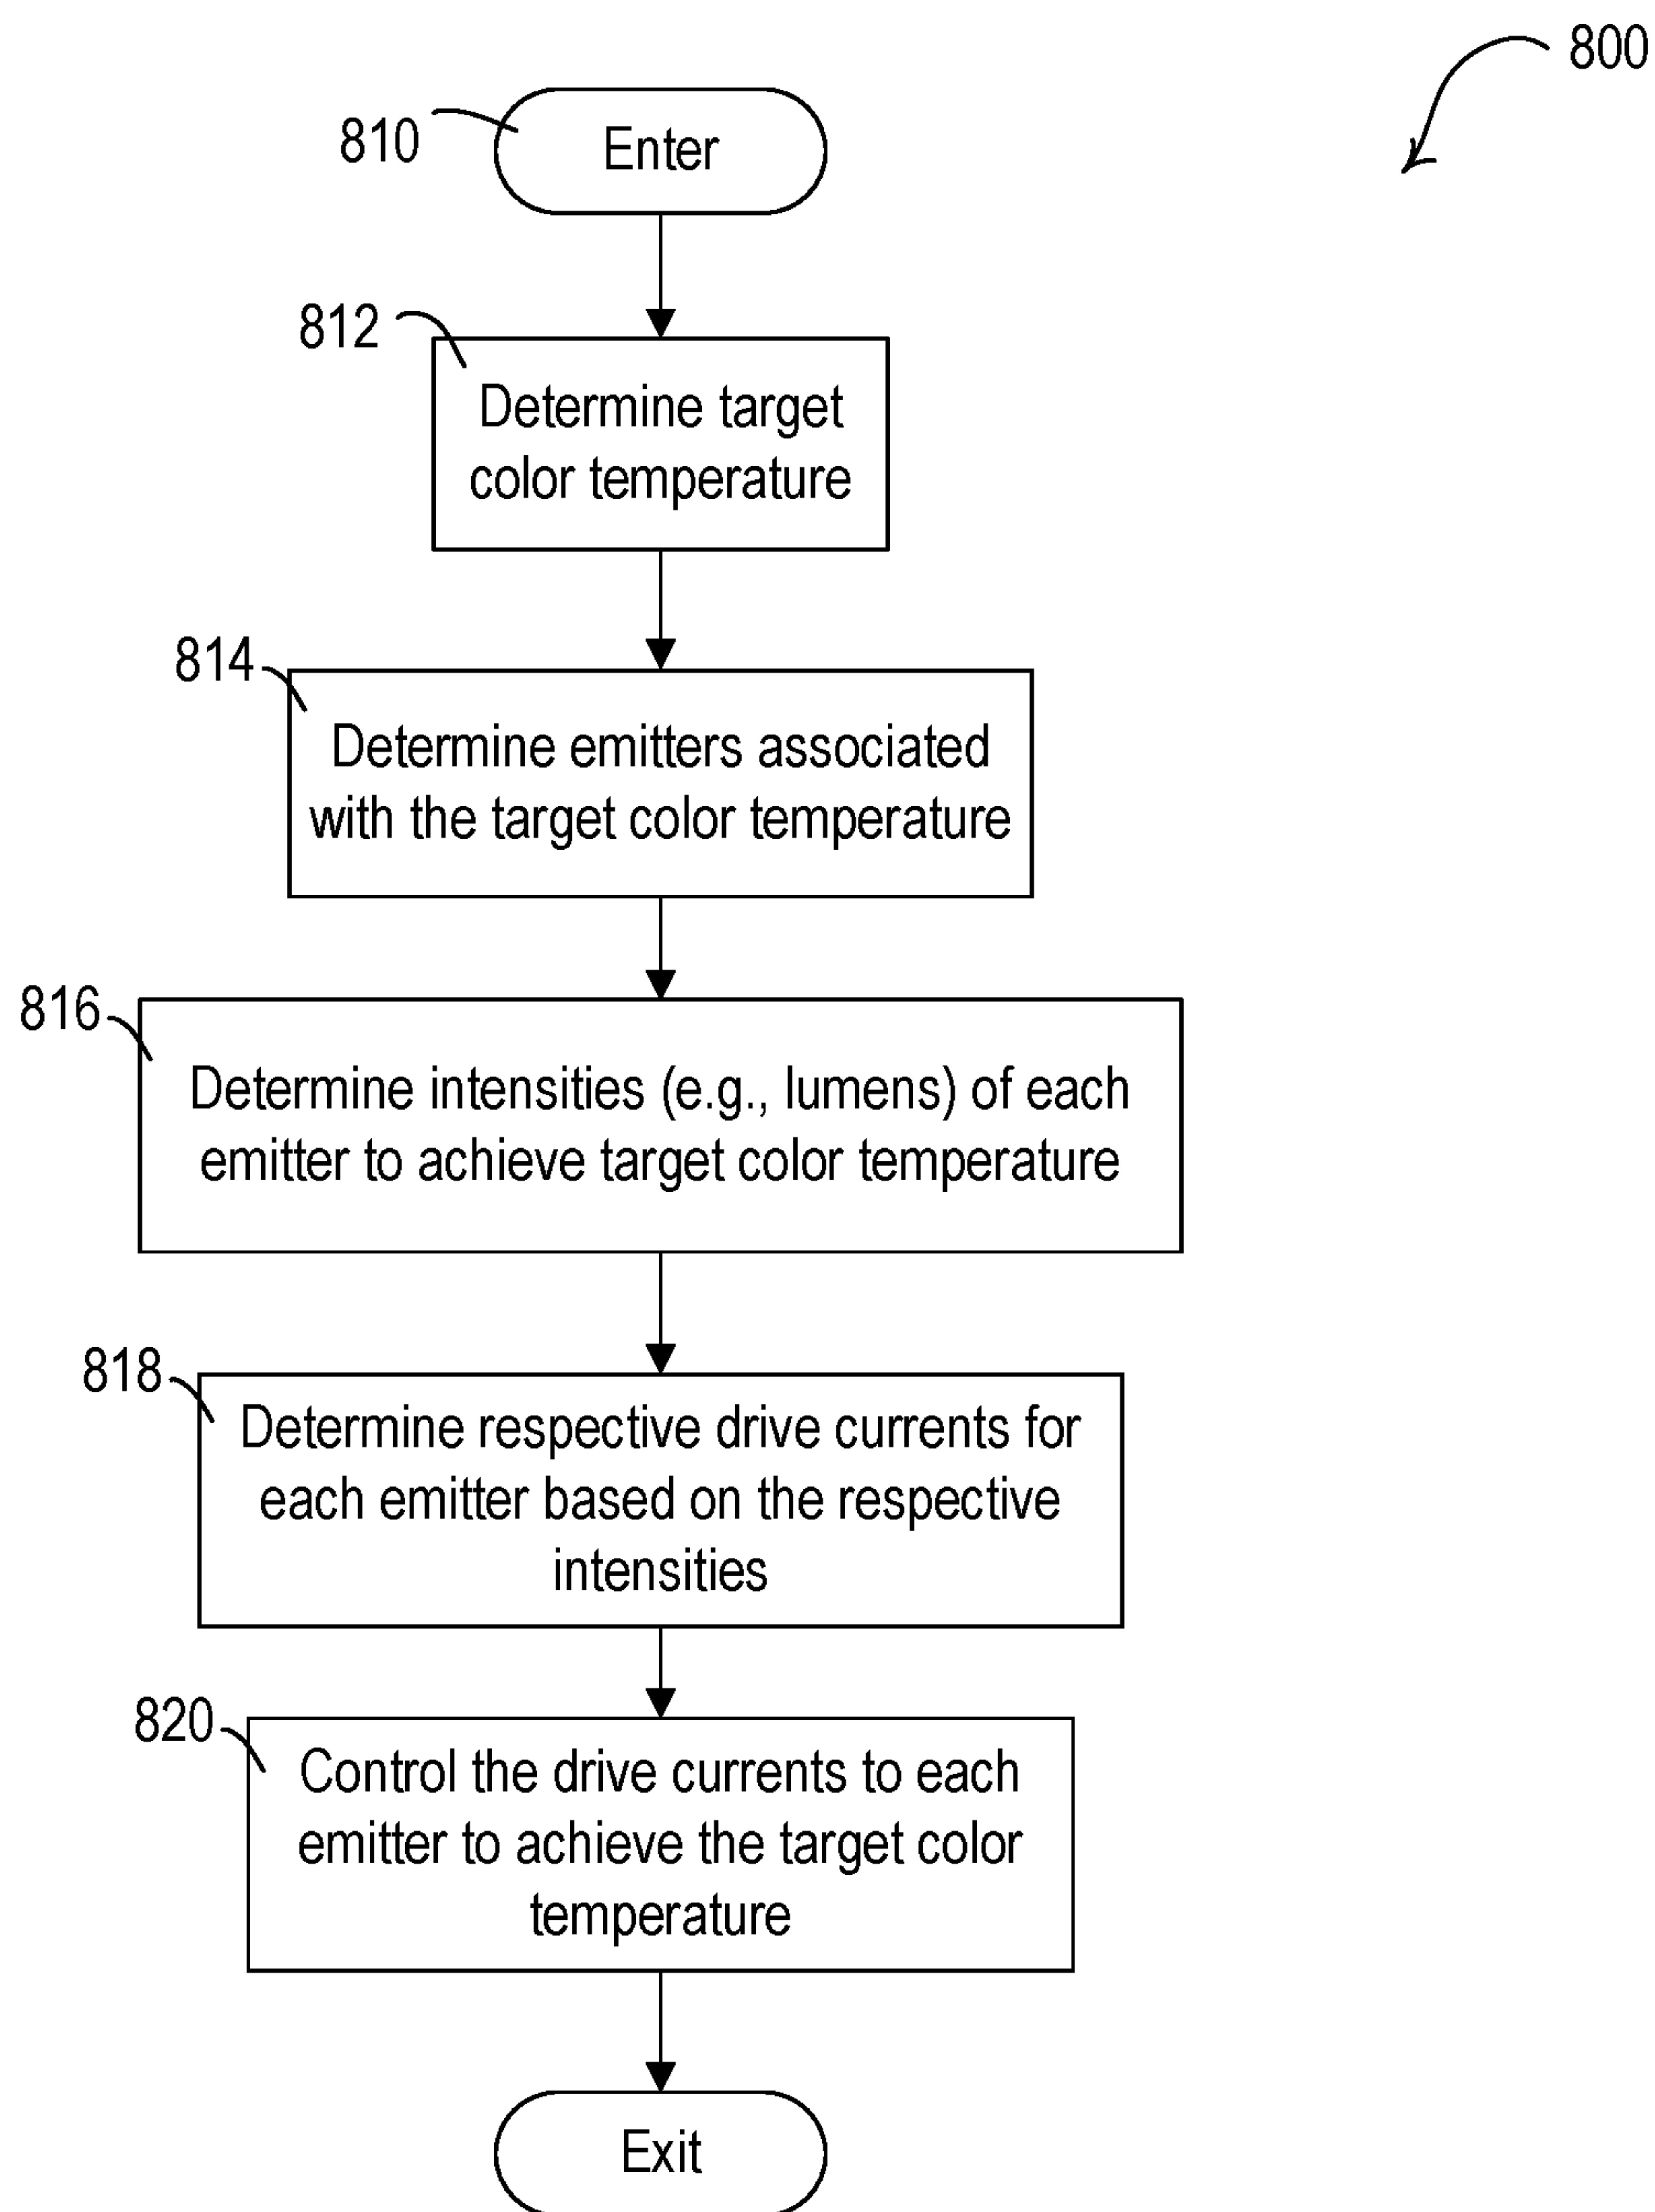 800
810
Enter
812
Determine target
color temperature
814
Determine emitters associated
with the target color temperature
816
Determine intensities (e.g., lumens) of each
emitter to achieve target color temperature
818
Determine respective drive currents for
each emitter based on the respective
intensities
820
Control the drive currents to each
emitter to achieve the target color
temperature
Exit